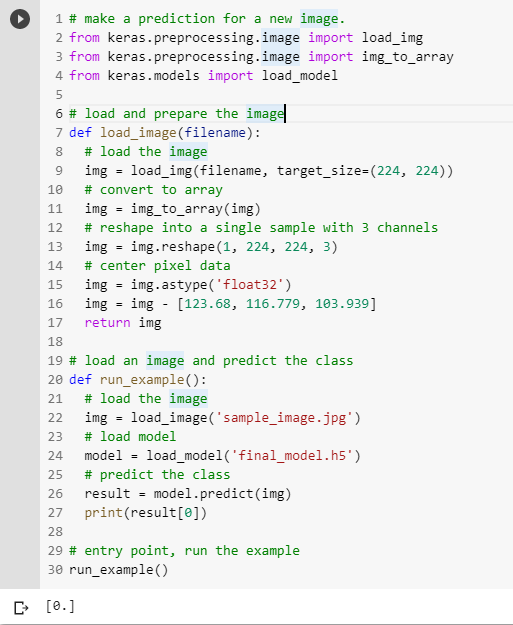 1 # make a prediction for a new image.
2 from keras.preprocessing.image import load_img
3 from keras.preprocessing.image import img_to_array
4 from keras.models import load_model
5
6 # load and prepare the image
7 def load_image(filename):
8   # load the image
9   img = load_img(filename, target_size=(224, 224))
10   # convert to array
11   img = img_to_array(img)
12   # reshape into a single sample with 3 channels
13   img = img.reshape(1, 224, 224, 3)
14   # center pixel data
15   img = img.astype('float32')
16   img = img - [123.68, 116.779, 103.939]
17   return img
18
19 # load an image and predict the class
20 def run_example():
21   # load the image
22   img = load_image('sample_image.jpg')
23   # load model
24   model = load_model('final_model.h5')
25   # predict the class
26   result = model.predict(img)
27   print(result[0])
28
29 # entry point, run the example
30 run_example()
[0.]